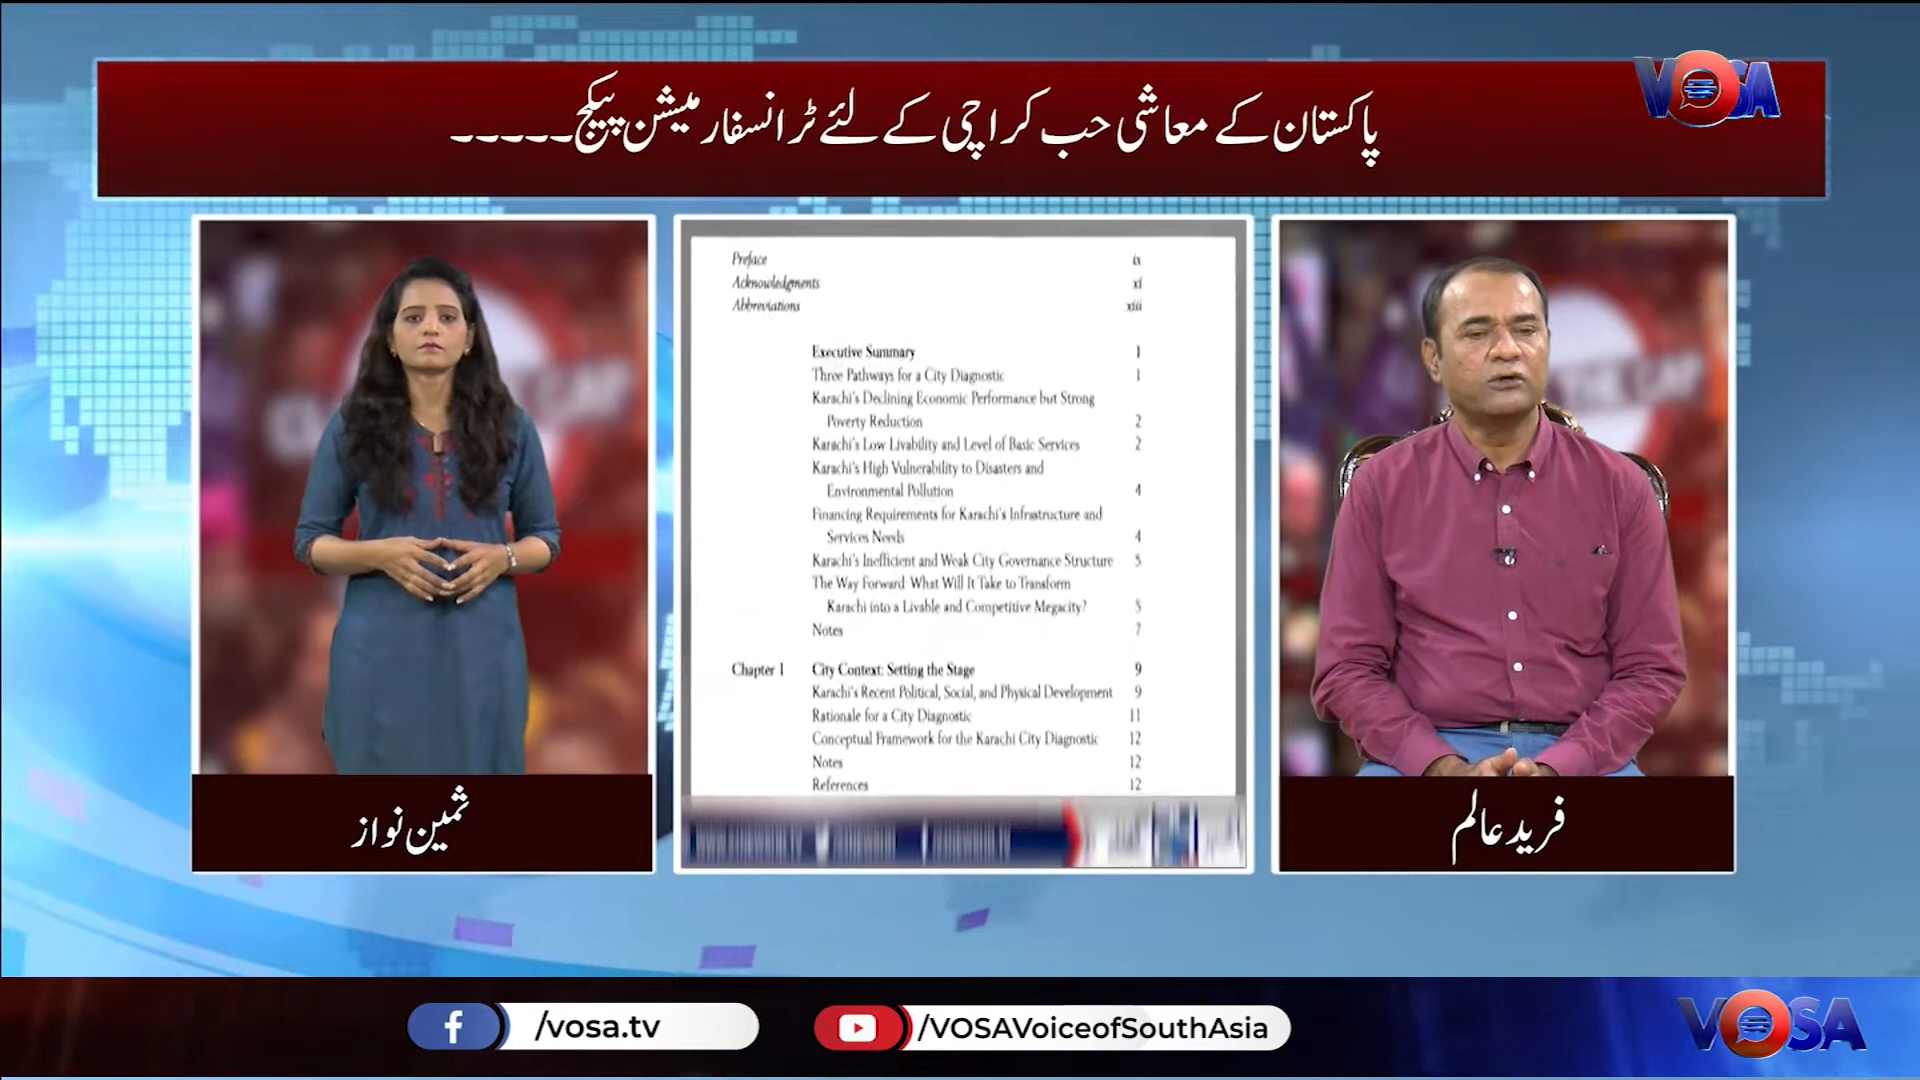 VOSA
پاکستان کے معاشی حب کراچی کے لئے ٹرانسفارمیشن پیکج-----
Preface ix
Acknowledgments xi
Abbreviations xiii
Executive Summary 1
Three Pathways for a City Diagnostic 1
Karachi's Declining Economic Performance but Strong
Poverty Reduction 2
Karachi's Low Livability and Level of Basic Services 2
Karachi's High Vulnerability to Disasters and
Environmental Pollution 4
Financing Requirements for Karachi's Infrastructure and
Services Needs 4
Karachi's Inefficient and Weak City Governance Structure 5
The Way Forward: What Will It Take to Transform
Karachi into a Livable and Competitive Megacity? 5
Notes 7
Chapter 1 City Context: Setting the Stage 9
Karachi's Recent Political, Social, and Physical Development 9
Rationale for a City Diagnostic 11
Conceptual Framework for the Karachi City Diagnostic 12
Notes 12
References 12
ثمین نواز
فرید عالم
/vosa.tv
/VOSAVoiceofSouthAsia
VOSA